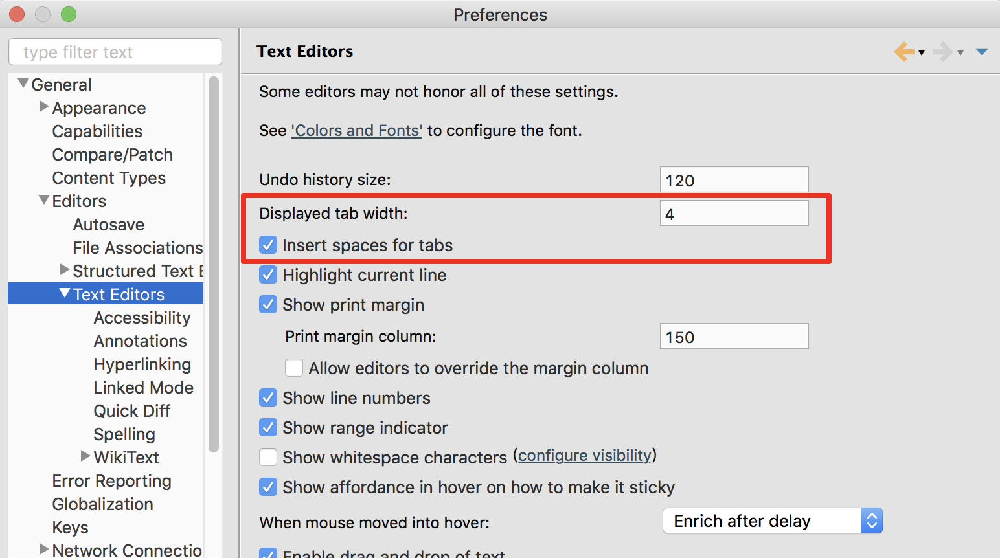 Preferences
type filter text
General
Appearance
Capabilities
Compare/Patch
Content Types
Editors
Autosave
File Associations
Structured Text E
Text Editors
Accessibility
Annotations
Hyperlinking
Linked Mode
Quick Diff
Spelling
WikiText
Error Reporting
Globalization
Keys
Network Connectio
Text Editors
Some editors may not honor all of these settings.
See 'Colors and Fonts' to configure the font.
Undo history size: 120
Displayed tab width: 4
Insert spaces for tabs
Highlight current line
Show print margin
Print margin column: 150
Allow editors to override the margin column
Show line numbers
Show range indicator
Show whitespace characters (configure visibility)
Show affordance in hover on how to make it sticky
When mouse moved into hover: Enrich after delay
Enable drag and drop of text